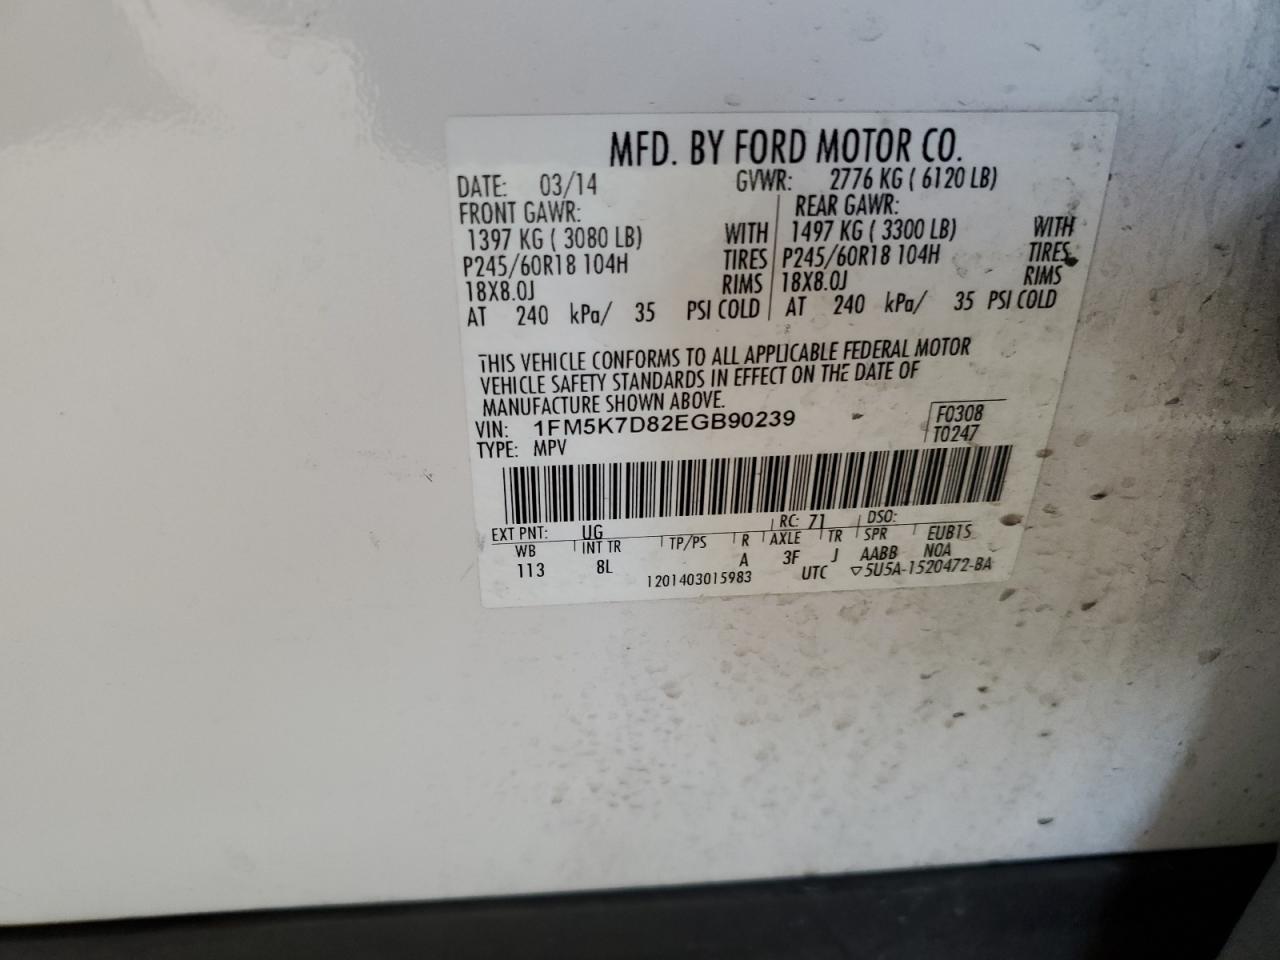 MFD. BY FORD MOTOR CO.
DATE: 03/14 GVWR: 2776 KG ( 6120 LB)
FRONT GAWR: REAR GAWR:
1397 KG ( 3080 LB) WITH 1497 KG ( 3300 LB) WITH
P245/60R18 104H TIRES P245/60R18 104H TIRES
18X8.0J RIMS 18X8.0J RIMS
AT 240 kPa/ 35 PSI COLD AT 240 kPa/ 35 PSI COLD
THIS VEHICLE CONFORMS TO ALL APPLICABLE FEDERAL MOTOR
VEHICLE SAFETY STANDARDS IN EFFECT ON THE DATE OF
MANUFACTURE SHOWN ABOVE.
VIN: 1FM5K7D82EGB90239 F0308
TYPE: MPV T0247
EXT PNT: UG RC: 71 DSO:
WB INT TR TP/PS R AXLE TR SPR EUB15
113 8L A 3F J AABB NOA
1201403015983 UTC ▽5U5A-1520472-BA